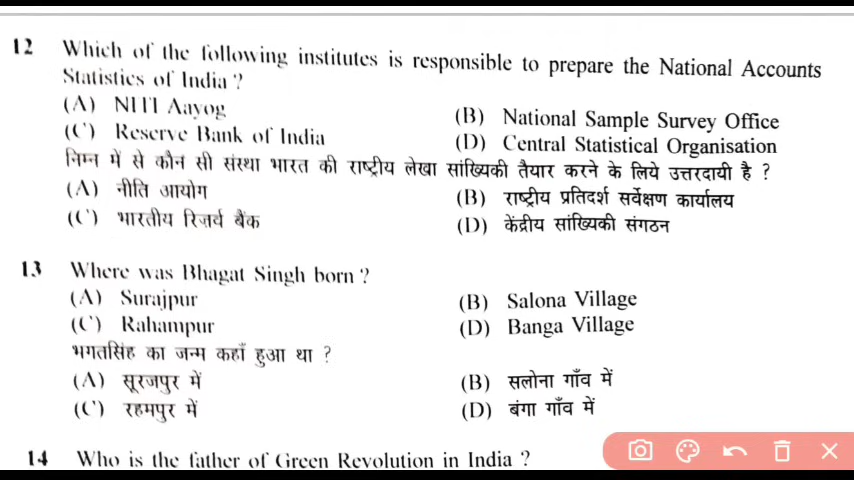 12 Which of the following institutes is responsible to prepare the National Accounts
Statistics of India ?
(A) NITI Aayog (B) National Sample Survey Office
(C) Reserve Bank of India (D) Central Statistical Organisation
निम्न में से कौन सी संस्था भारत की राष्ट्रीय लेखा सांख्यिकी तैयार करने के लिये उत्तरदायी है ?
(A) नीति आयोग (B) राष्ट्रीय प्रतिदर्श सर्वेक्षण कार्यालय
(C) भारतीय रिज़र्व बैंक (D) केंद्रीय सांख्यिकी संगठन
13 Where was Bhagat Singh born ?
(A) Surajpur (B) Salona Village
(C) Rahampur (D) Banga Village
भगतसिंह का जन्म कहाँ हुआ था ?
(A) सूरजपुर में (B) सलोना गाँव में
(C) रहमपुर में (D) बंगा गाँव में
14 Who is the father of Green Revolution in India ?